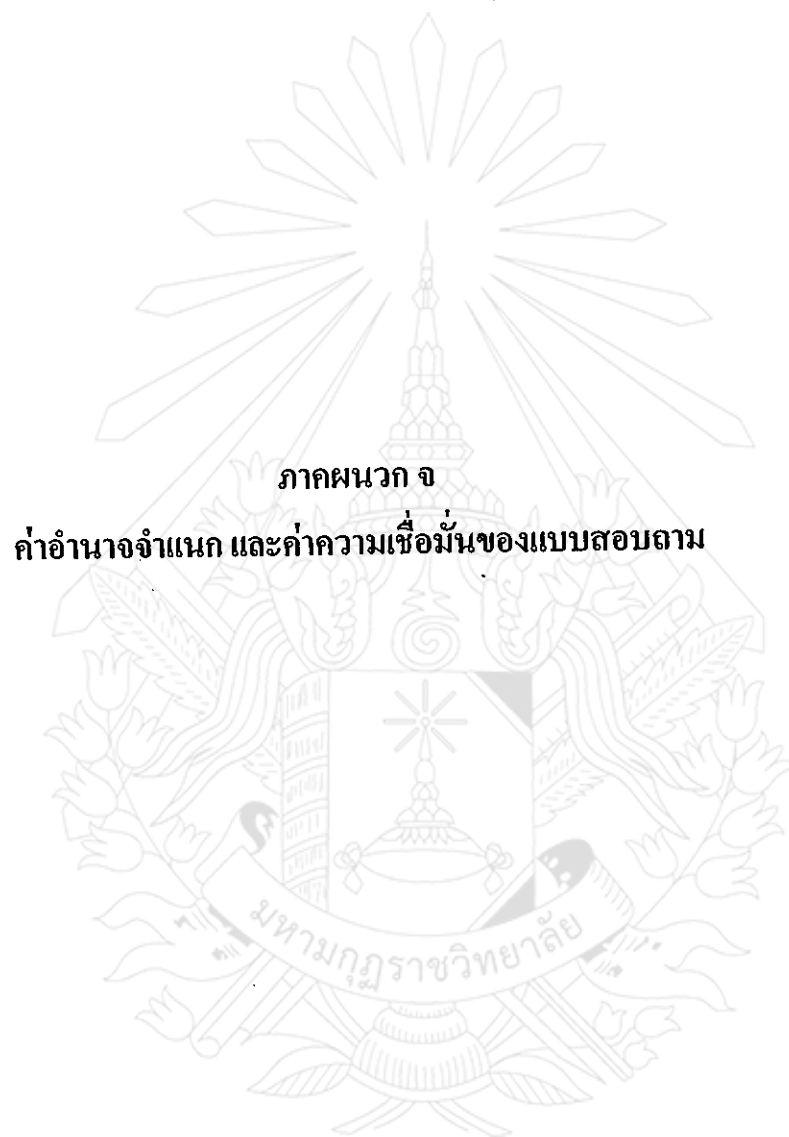 ภาคผนวก จ
ค่าอำนาจจำแนก และค่าความเชื่อมั่นของแบบสอบถาม
มหามกุฏราชวิทยาลัย